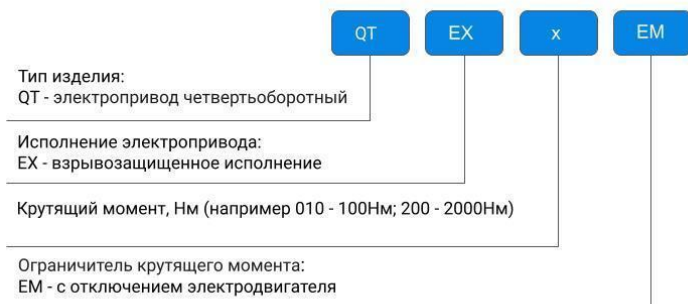 QT EX x EM
Тип изделия:
QT - электропривод четвертьоборотный
Исполнение электропривода:
EX - взрывозащищенное исполнение
Крутящий момент, Нм (например 010 - 100Нм; 200 - 2000Нм)
Ограничитель крутящего момента:
EM - с отключением электродвигателя